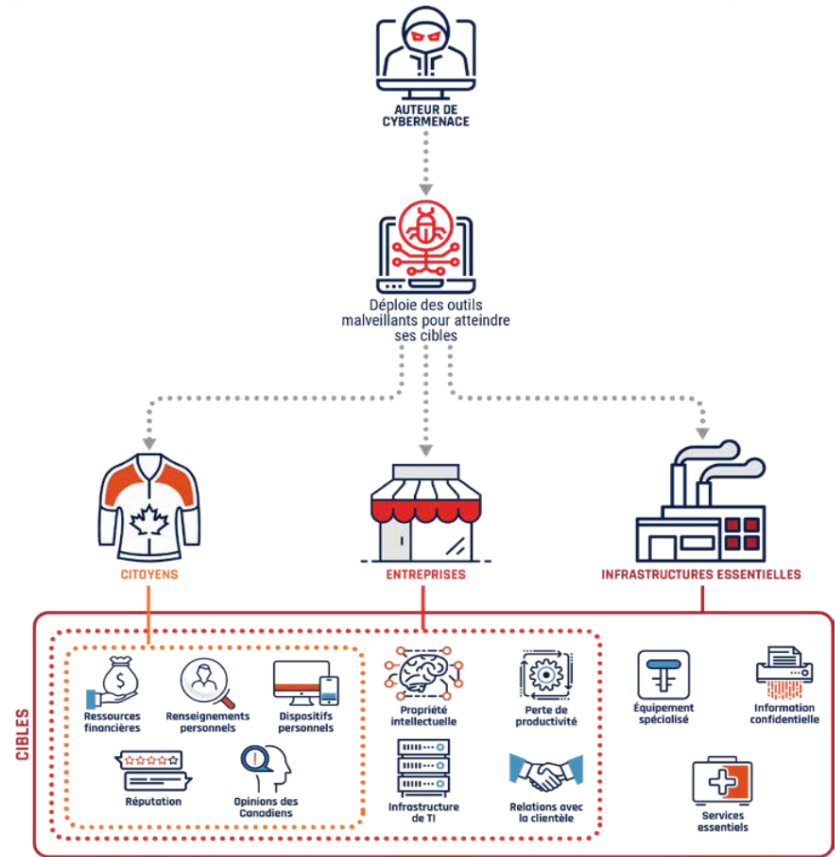 AUTEUR DE
CYBERMENACE
Déploie des outils
malveillants pour atteindre
ses cibles
CITOYENS
ENTREPRISES
INFRASTRUCTURES ESSENTIELLES
CIBLES
Ressources
financières
Renseignements
personnels
Dispositifs
personnels
Propriété
intellectuelle
Perte de
productivité
Équipement
spécialisé
Information
confidentielle
Réputation
Opinions des
Canadiens
Infrastructure
de TI
Relations avec
la clientèle
Services
essentiels